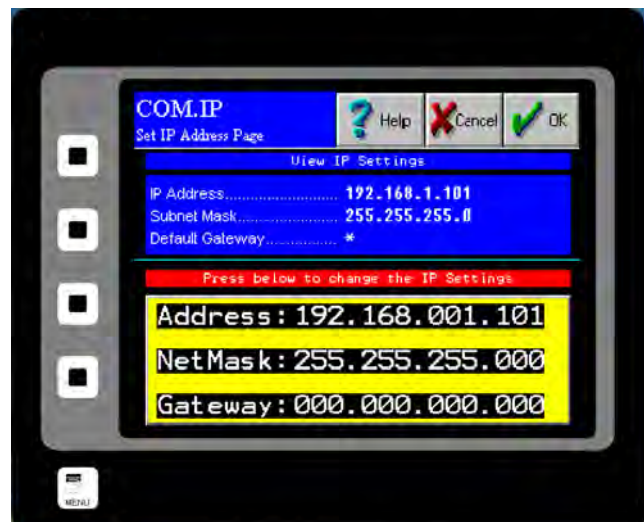 COM.IP
Set IP Address Page
? Help
Cancel
OK
View IP Settings
IP Address........................ 192.168.1.101
Subnet Mask..................... 255.255.255.0
Default Gateway............... *
Press below to change the IP Settings
Address:192.168.001.101
NetMask:255.255.255.000
Gateway:000.000.000.000
MENU